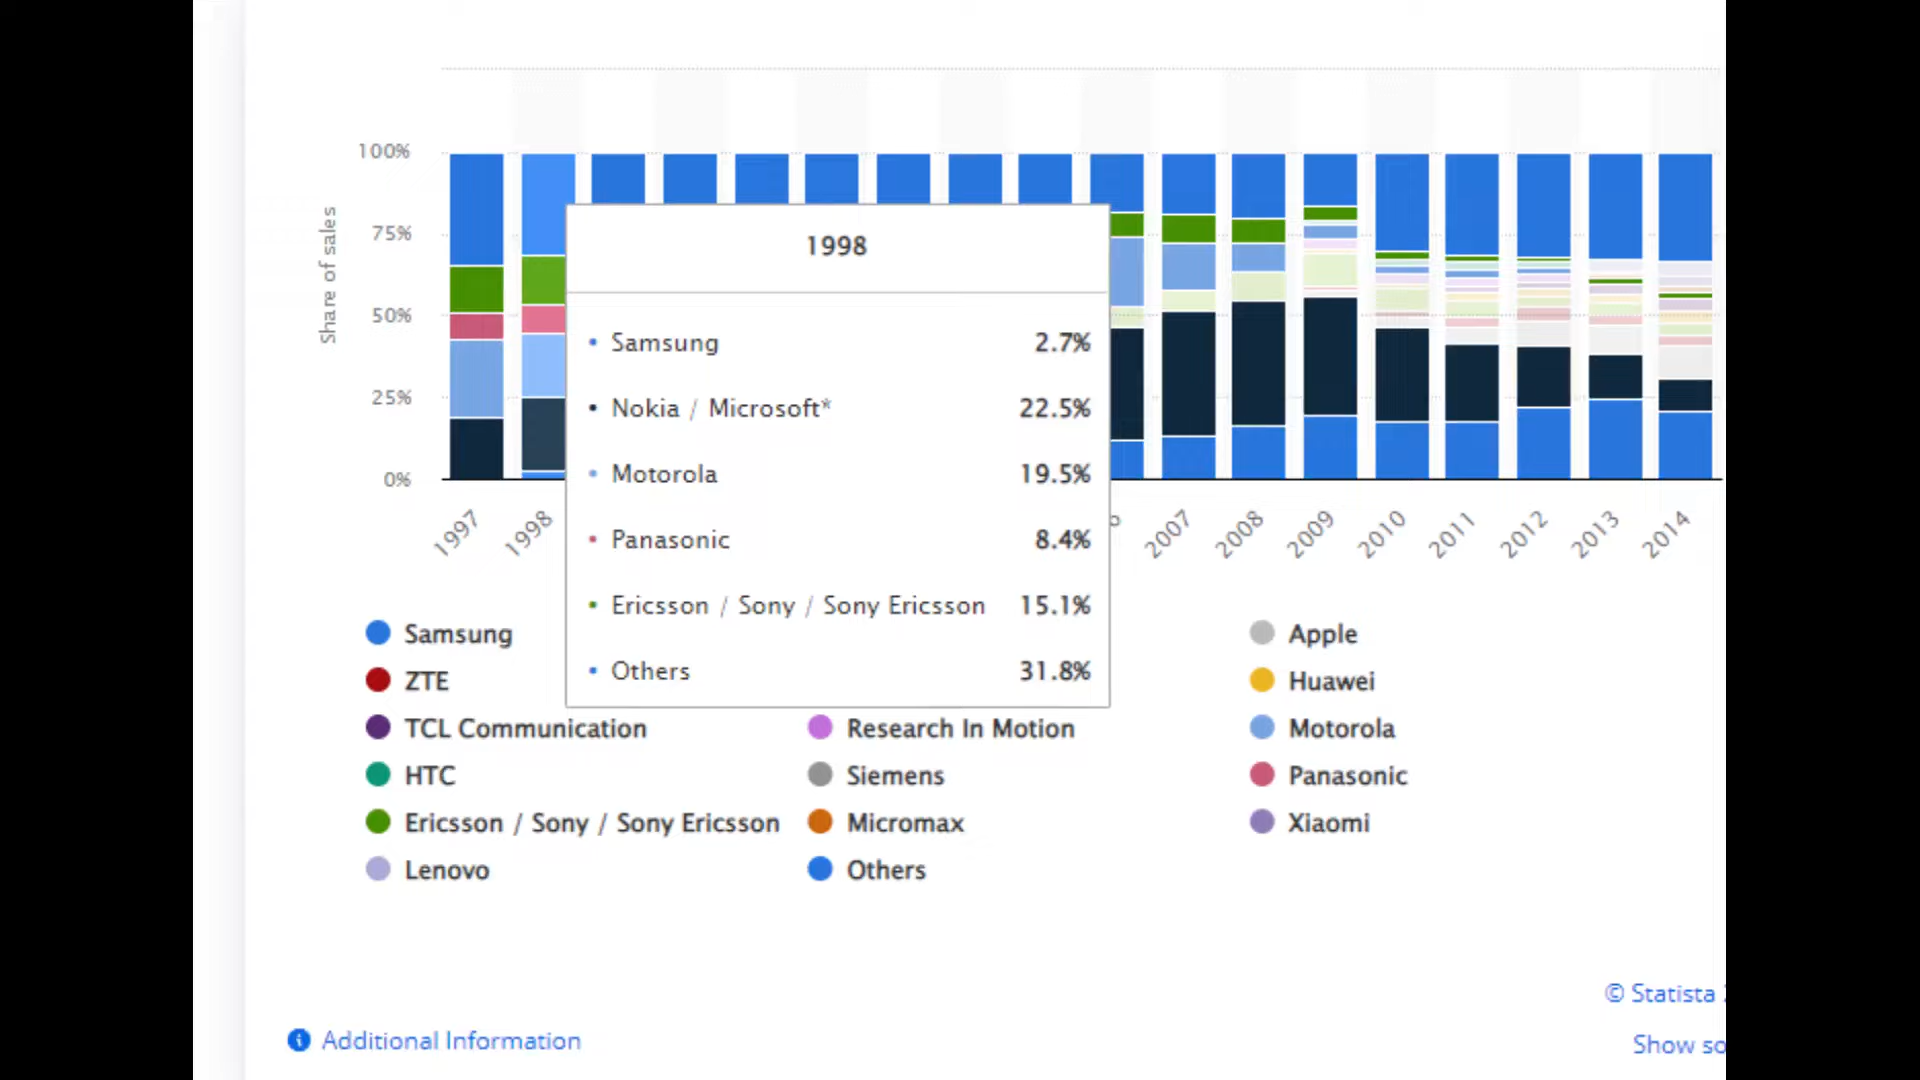 100%
75%
50%
25%
0%
Share of sales
1998
Samsung 2.7%
Nokia / Microsoft* 22.5%
Motorola 19.5%
Panasonic 8.4%
Ericsson / Sony / Sony Ericsson 15.1%
Others 31.8%
1997 1998 2007 2008 2009 2010 2011 2012 2013 2014
Samsung Apple
ZTE Huawei
TCL Communication Research In Motion Motorola
HTC Siemens Panasonic
Ericsson / Sony / Sony Ericsson Micromax Xiaomi
Lenovo Others
© Statista
Additional Information
Show